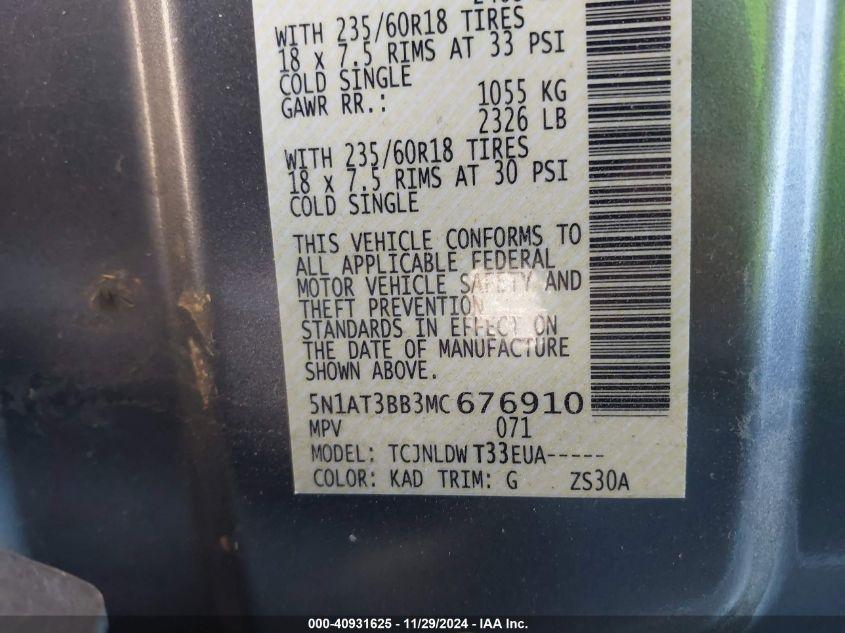 WITH 235/60R18 TIRES
18 x 7.5 RIMS AT 33 PSI
COLD SINGLE
GAWR RR.: 1055 KG
2326 LB
WITH 235/60R18 TIRES
18 x 7.5 RIMS AT 30 PSI
COLD SINGLE
THIS VEHICLE CONFORMS TO
ALL APPLICABLE FEDERAL
MOTOR VEHICLE SAFETY AND
THEFT PREVENTION
STANDARDS IN EFFECT ON
THE DATE OF MANUFACTURE
SHOWN ABOVE.
5N1AT3BB3MC676910
MPV 071
MODEL: TCJNLDWT33EUA-----
COLOR: KAD TRIM: G ZS30A
000-40931625 - 11/29/2024 - IAA Inc.